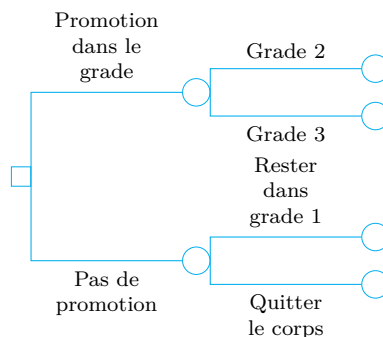 Promotion
dans le
grade
Grade 2
Grade 3
Rester
dans
grade 1
Pas de
promotion
Quitter
le corps